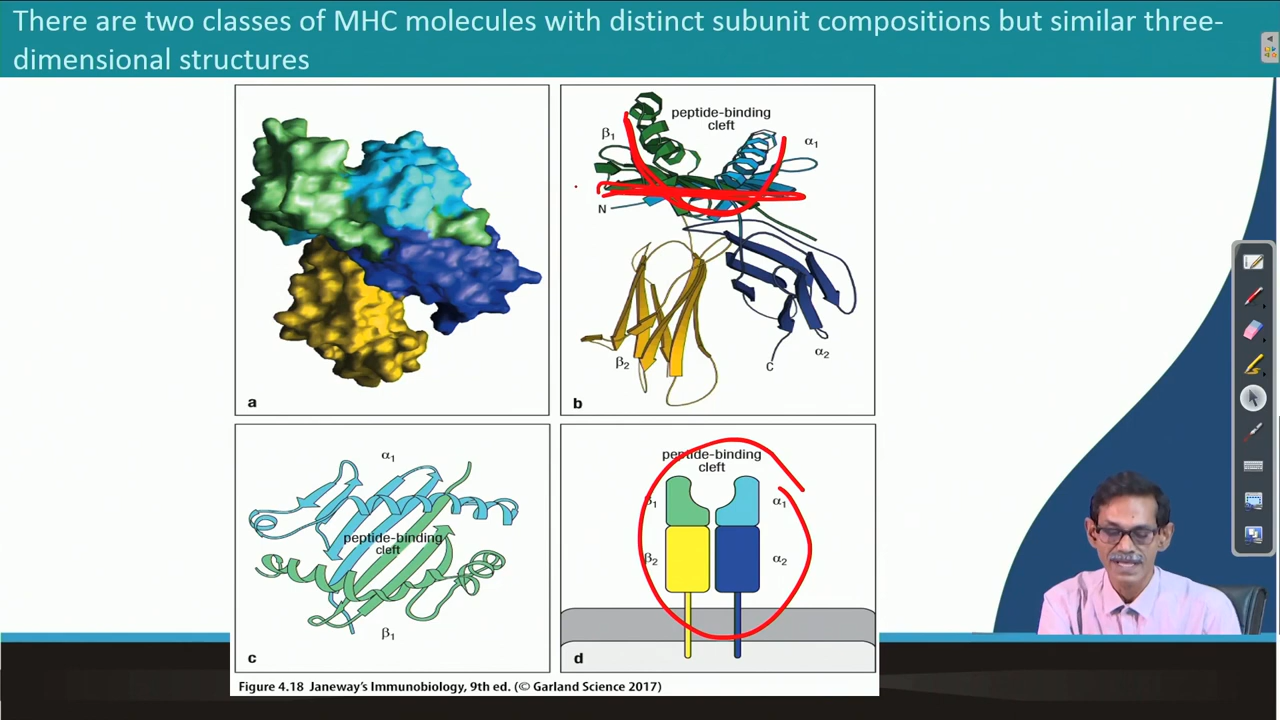 There are two classes of MHC molecules with distinct subunit compositions but similar three-
dimensional structures
peptide-binding
cleft
β1
α1
N
β2
α2
C
a
b
α1
peptide-binding
cleft
β1
c
peptide-binding
cleft
β1
α1
β2
α2
d
Figure 4.18 Janeway's Immunobiology, 9th ed. (© Garland Science 2017)